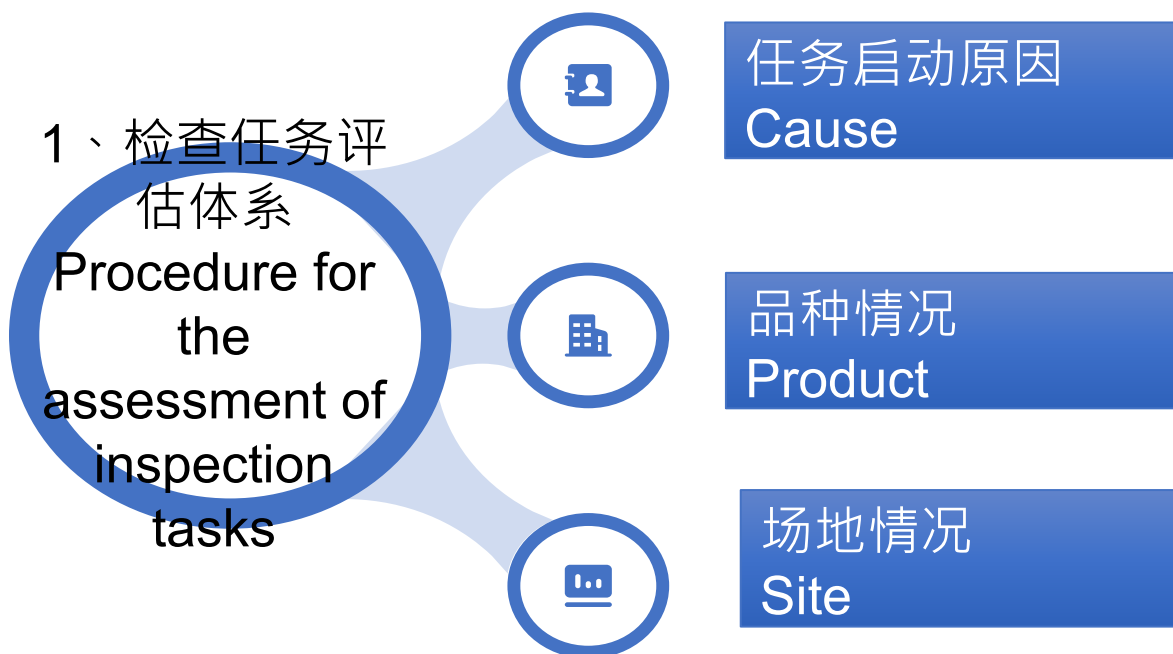 1、检查任务评
估体系
Procedure for
the
assessment of
inspection
tasks
任务启动原因
Cause
品种情况
Product
场地情况
Site